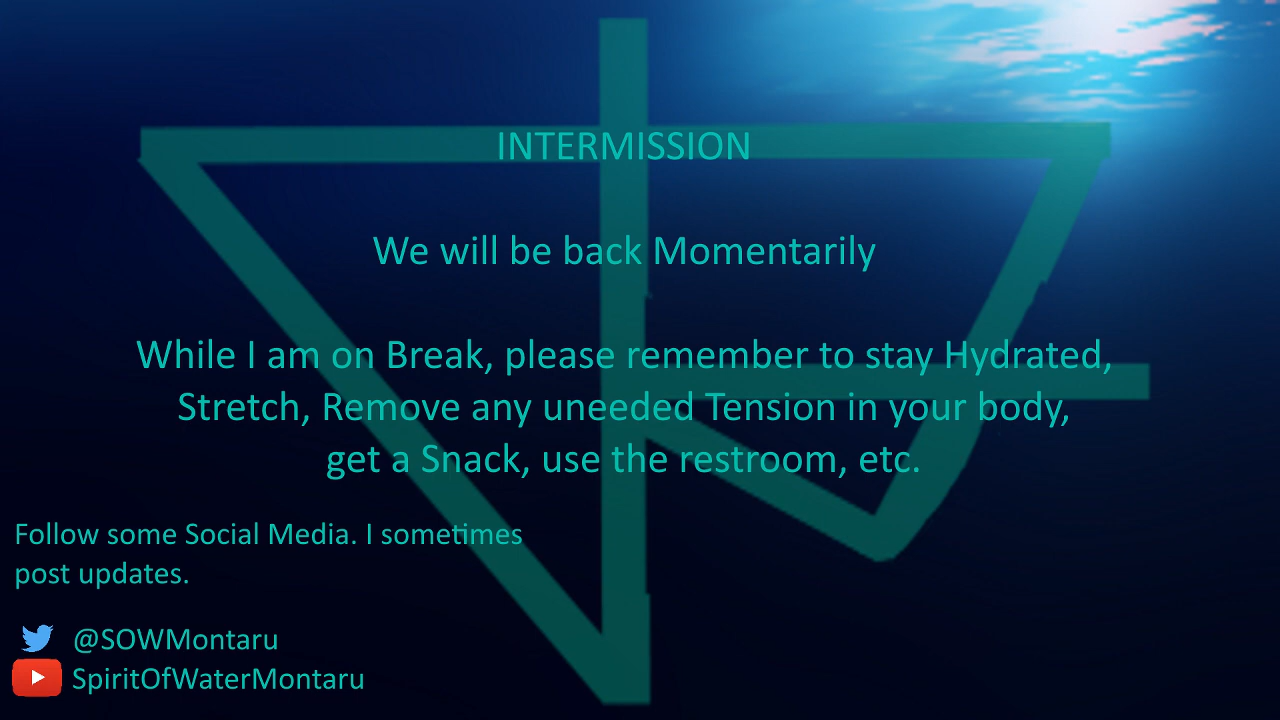 INTERMISSION
We will be back Momentarily
While I am on Break, please remember to stay Hydrated,
Stretch, Remove any uneeded Tension in your body,
get a Snack, use the restroom, etc.
Follow some Social Media. I sometimes
post updates.
@SOWMontaru
SpiritOfWaterMontaru